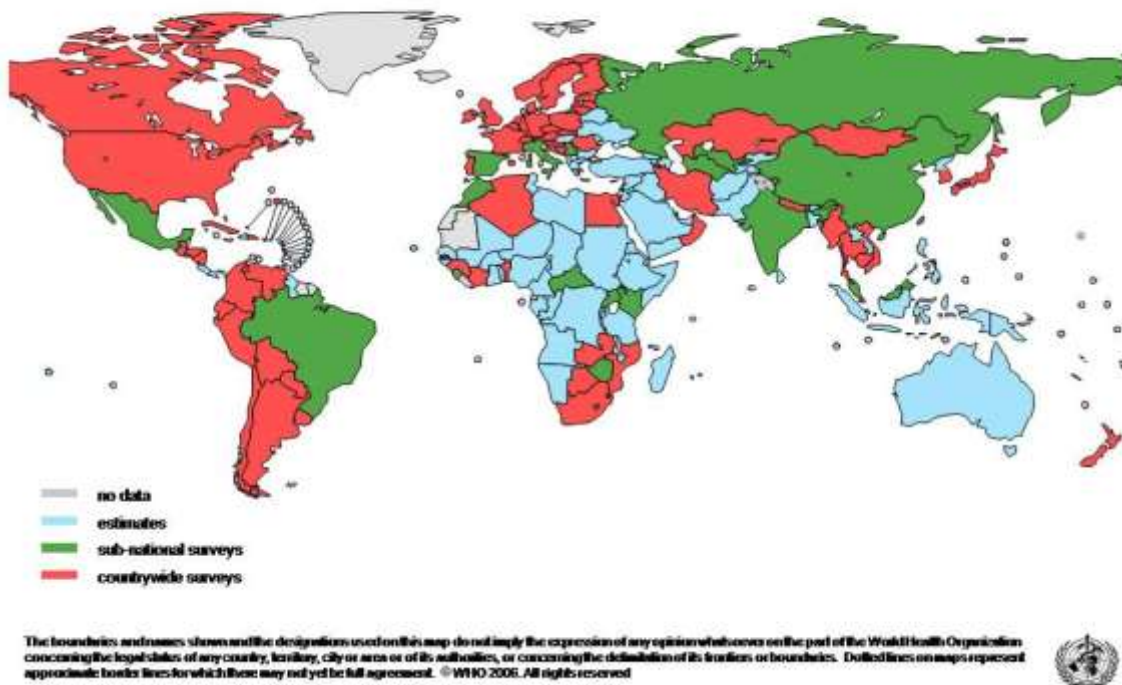 no data
estimates
sub-national surveys
countrywide surveys
The boundaries and names shown and the designations used on this map do not imply the expression of any opinion whatsoever on the part of the World Health Organization
concerning the legal status of any country, territory, city or area or of its authorities, or concerning the delimitation of its frontiers or boundaries. Dotted lines on maps represent
approximate border lines for which there may not yet be full agreement. © WHO 2006. All rights reserved